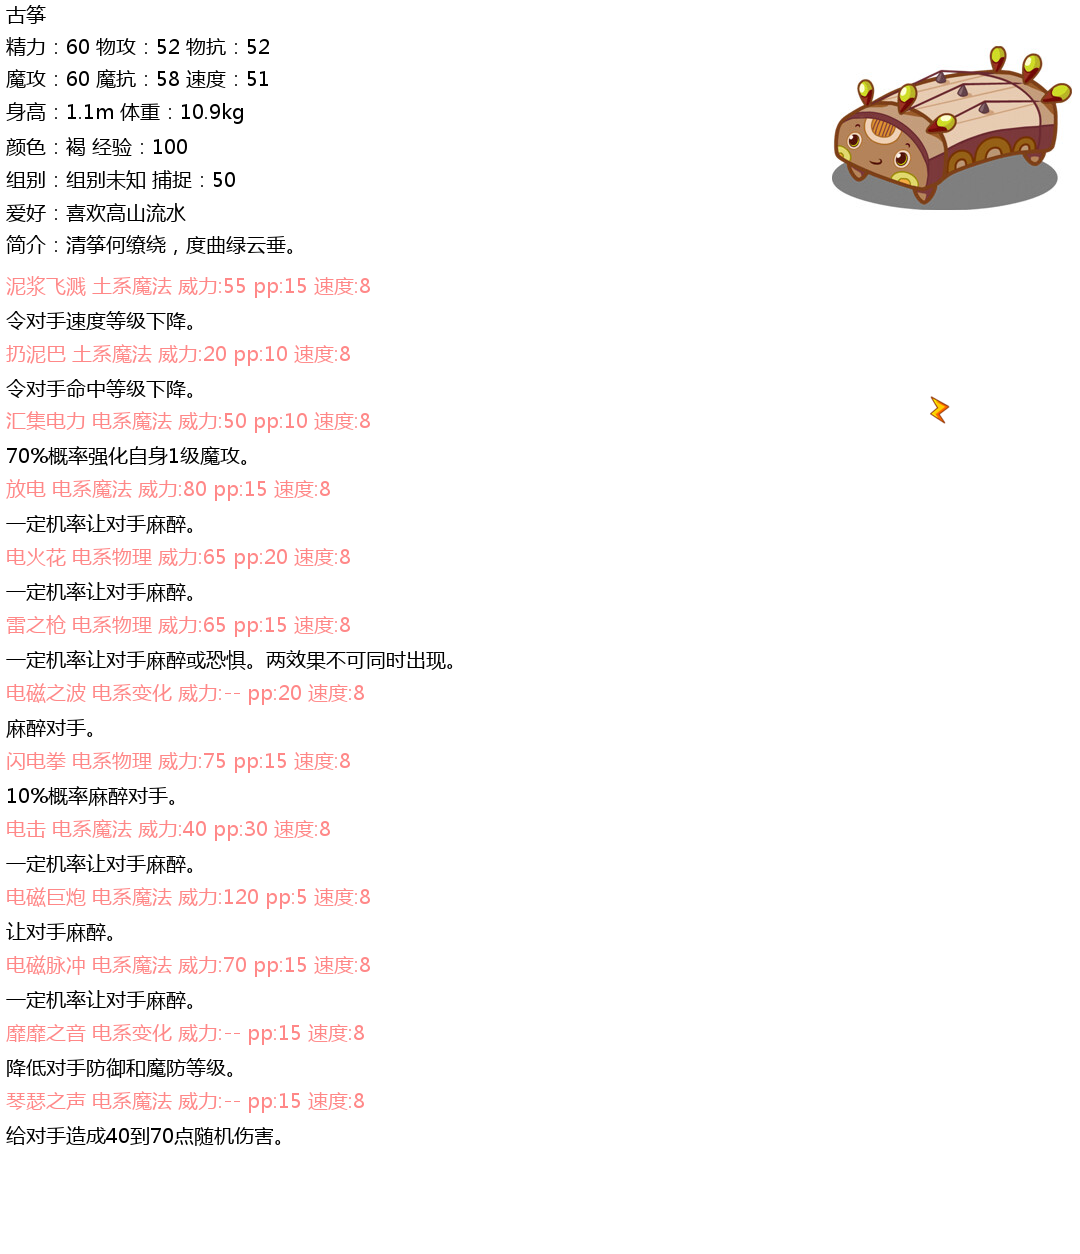 古筝
精力：60 物攻：52 物抗：52
魔攻：60 魔抗：58 速度：51
身高：1.1m 体重：10.9kg
颜色：褐 经验：100
组别：组别未知 捕捉：50
爱好：喜欢高山流水
简介：清筝何缭绕，度曲绿云垂。
泥浆飞溅 土系魔法 威力:55 pp:15 速度:8
令对手速度等级下降。
扔泥巴 土系魔法 威力:20 pp:10 速度:8
令对手命中等级下降。
汇集电力 电系魔法 威力:50 pp:10 速度:8
70%概率强化自身1级魔攻。
放电 电系魔法 威力:80 pp:15 速度:8
一定机率让对手麻醉。
电火花 电系物理 威力:65 pp:20 速度:8
一定机率让对手麻醉。
雷之枪 电系物理 威力:65 pp:15 速度:8
一定机率让对手麻醉或恐惧。两效果不可同时出现。
电磁之波 电系变化 威力:-- pp:20 速度:8
麻醉对手。
闪电拳 电系物理 威力:75 pp:15 速度:8
10%概率麻醉对手。
电击 电系魔法 威力:40 pp:30 速度:8
一定机率让对手麻醉。
电磁巨炮 电系魔法 威力:120 pp:5 速度:8
让对手麻醉。
电磁脉冲 电系魔法 威力:70 pp:15 速度:8
一定机率让对手麻醉。
靡靡之音 电系变化 威力:-- pp:15 速度:8
降低对手防御和魔防等级。
琴瑟之声 电系魔法 威力:-- pp:15 速度:8
给对手造成40到70点随机伤害。